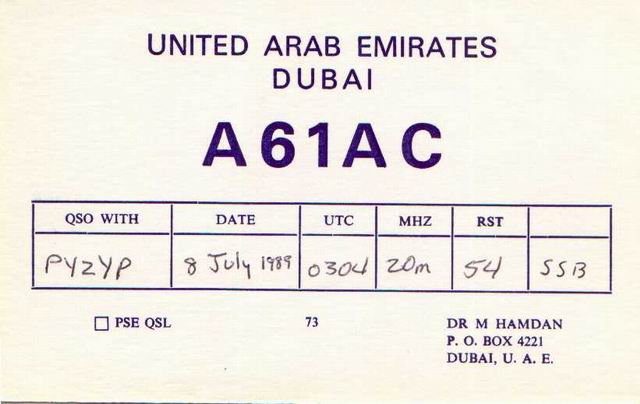 UNITED ARAB EMIRATES
DUBAI
A61AC
QSO WITH DATE UTC MHZ RST
PY2YP 8 July 1989 0304 20m 54 SSB
PSE QSL 73 DR M HAMDAN
P. O. BOX 4221
DUBAI, U. A. E.